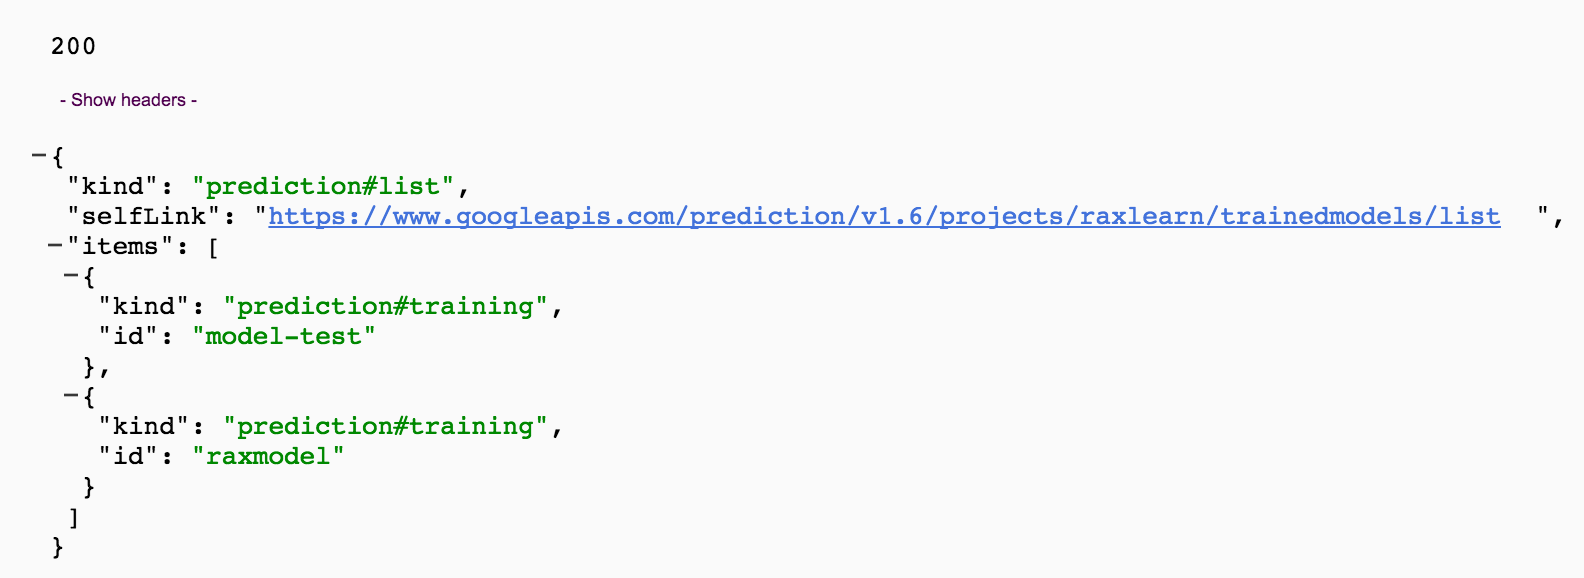 200
- Show headers -
−{
"kind": "prediction#list",
"selfLink": "https://www.googleapis.com/prediction/v1.6/projects/raxlearn/trainedmodels/list ",
−"items": [
−{
"kind": "prediction#training",
"id": "model-test"
},
−{
"kind": "prediction#training",
"id": "raxmodel"
}
]
}